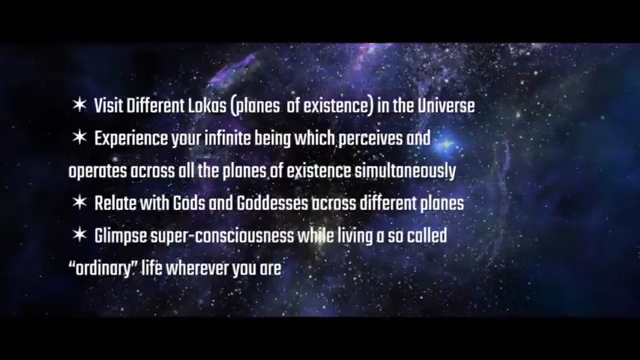 ✶ Visit Different Lokas (planes of existence) in the Universe
✶ Experience your infinite being which perceives and
operates across all the planes of existence simultaneously
✶ Relate with Gods and Goddesses across different planes
✶ Glimpse super-consciousness while living a so called
“ordinary” life wherever you are